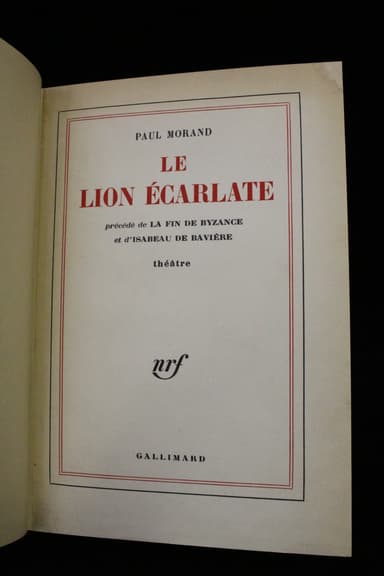 PAUL MORAND
LE
LION ÉCARLATE
précédé de LA FIN DE BYZANCE
et d'ISABEAU DE BAVIÈRE
théâtre
nrf
GALLIMARD